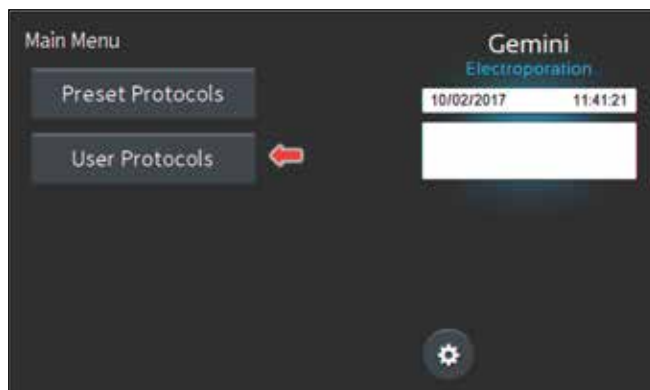 Main Menu
Preset Protocols
User Protocols
Gemini
Electroporation
10/02/2017 11:41:21